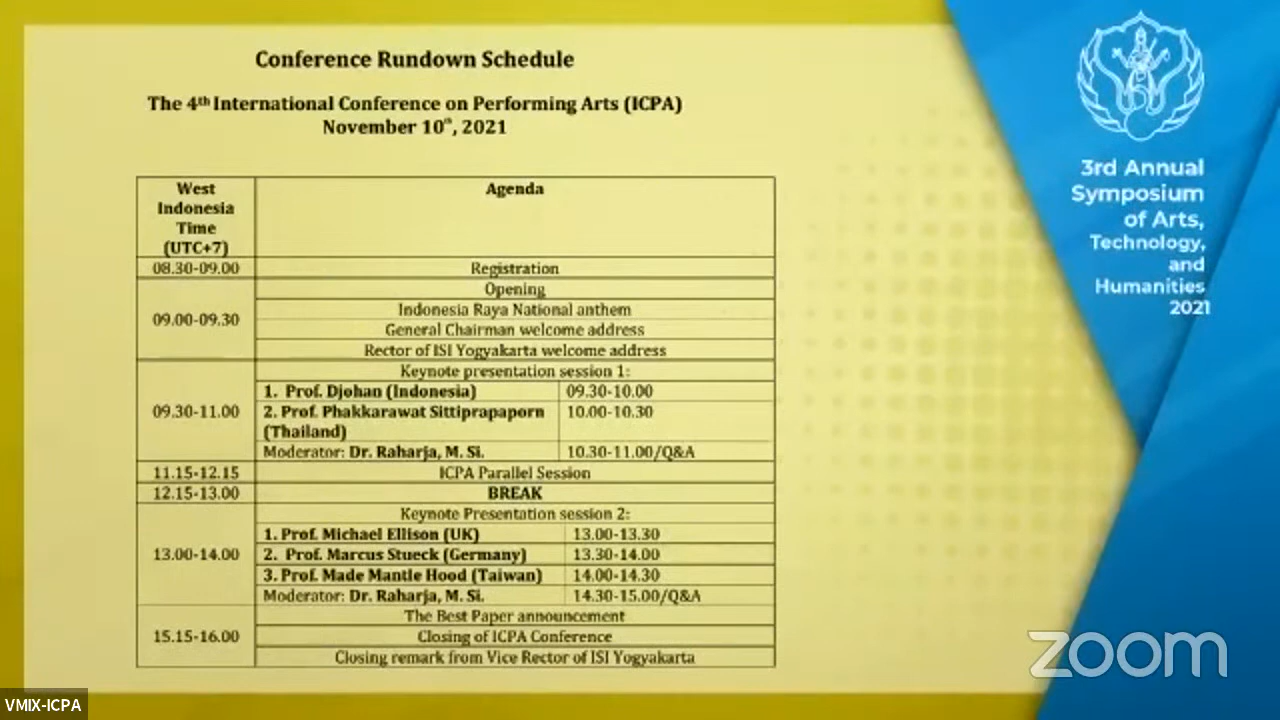 Conference Rundown Schedule
The 4th International Conference on Performing Arts (ICPA)
November 10th, 2021
West Indonesia Time (UTC+7) Agenda
08.30-09.00 Registration
09.00-09.30 Opening
Indonesia Raya National anthem
General Chairman welcome address
Rector of ISI Yogyakarta welcome address
09.30-11.00 Keynote presentation session 1:
1. Prof. Djohan (Indonesia) 09.30-10.00
2. Prof. Phakkarawat Sittiprapaporn (Thailand) 10.00-10.30
Moderator: Dr. Raharja, M. Si. 10.30-11.00/Q&A
11.15-12.15 ICPA Parallel Session
12.15-13.00 BREAK
13.00-14.00 Keynote Presentation session 2:
1. Prof. Michael Ellison (UK) 13.00-13.30
2. Prof. Marcus Stueck (Germany) 13.30-14.00
3. Prof. Made Mantle Hood (Taiwan) 14.00-14.30
Moderator: Dr. Raharja, M. Si. 14.30-15.00/Q&A
15.15-16.00 The Best Paper announcement
Closing of ICPA Conference
Closing remark from Vice Rector of ISI Yogyakarta
3rd Annual
Symposium
of Arts,
Technology,
and
Humanities
2021
zoom
VMIX-ICPA